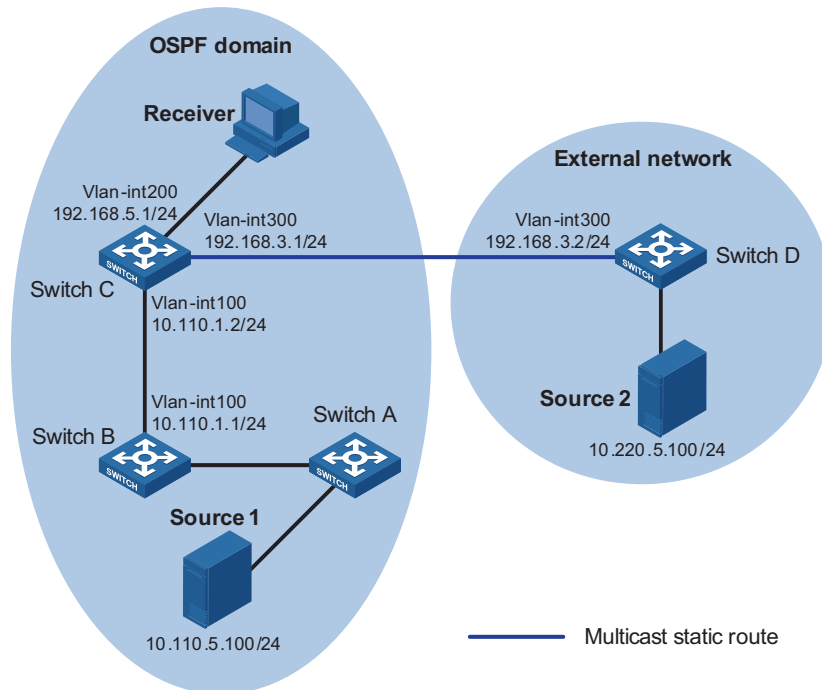 OSPF domain
Receiver
External network
Vlan-int200
192.168.5.1/24
Vlan-int300
192.168.3.1/24
Vlan-int300
192.168.3.2/24
SWITCH
SWITCH
Switch C
Switch D
Vlan-int100
10.110.1.2/24
Vlan-int100
10.110.1.1/24
Switch A
Switch B
SWITCH
SWITCH
Source 2
10.220.5.100/24
Source 1
10.110.5.100/24
Multicast static route